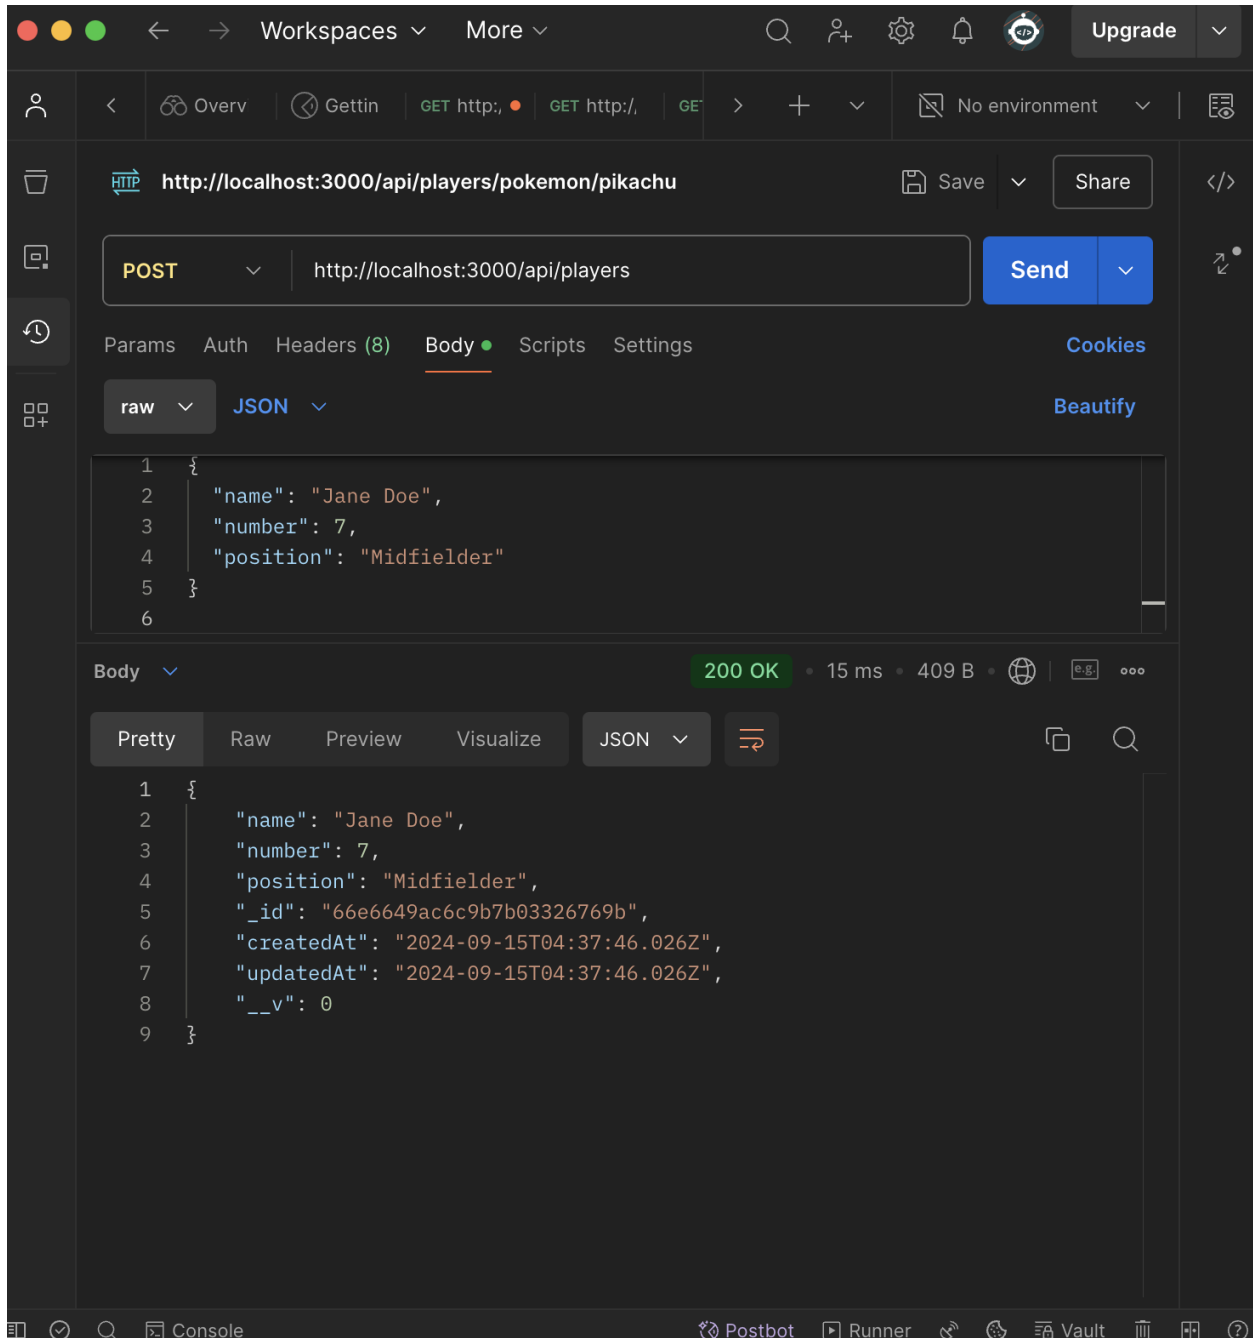 Workspaces More Upgrade
Overv Gettin GET http:, GET http:/, GET No environment
HTTP http://localhost:3000/api/players/pokemon/pikachu Save Share
POST http://localhost:3000/api/players Send
Params Auth Headers (8) Body Scripts Settings Cookies
raw JSON Beautify
1 {
2 "name": "Jane Doe",
3 "number": 7,
4 "position": "Midfielder"
5 }
6
Body 200 OK 15 ms 409 B e.g.
Pretty Raw Preview Visualize JSON
1 {
2 "name": "Jane Doe",
3 "number": 7,
4 "position": "Midfielder",
5 "_id": "66e6649ac6c9b7b03326769b",
6 "createdAt": "2024-09-15T04:37:46.026Z",
7 "updatedAt": "2024-09-15T04:37:46.026Z",
8 "__v": 0
9 }
Console Postbot Runner Vault